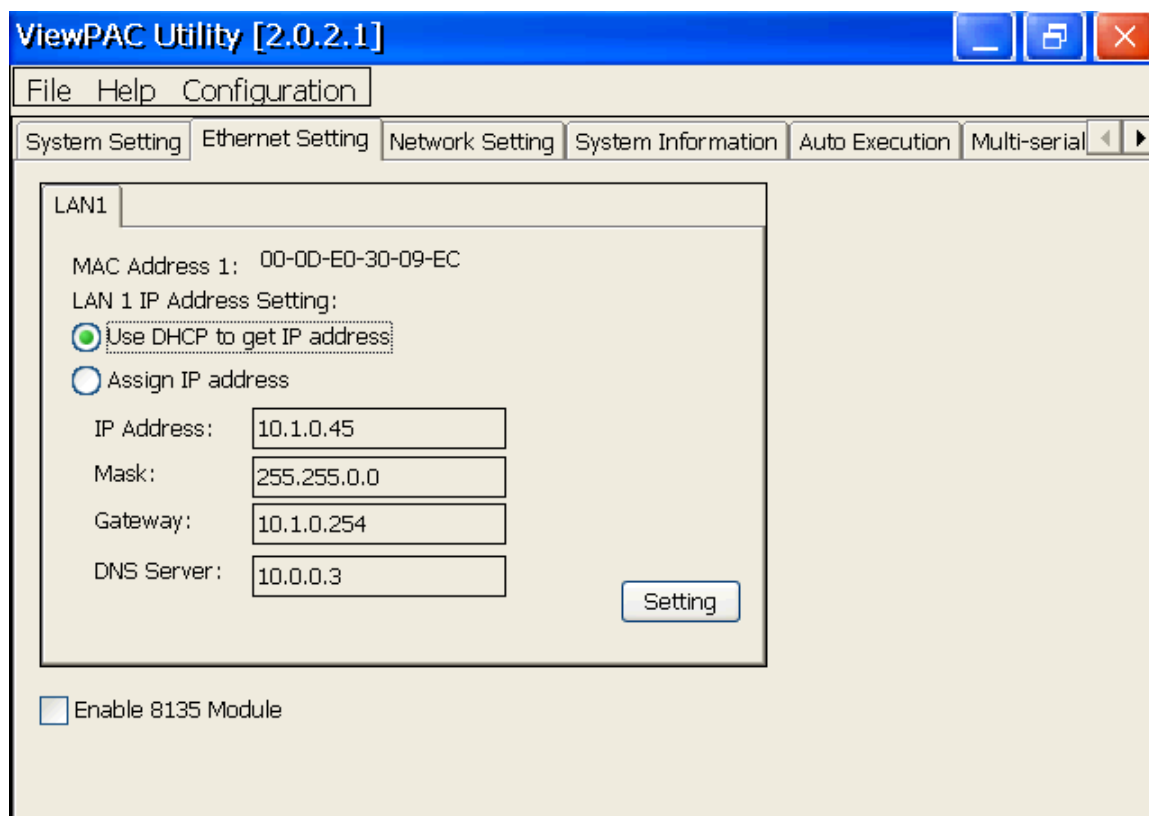 ViewPAC Utility [2.0.2.1]
File Help Configuration
System Setting Ethernet Setting Network Setting System Information Auto Execution Multi-serial
LAN1
MAC Address 1: 00-0D-E0-30-09-EC
LAN 1 IP Address Setting:
Use DHCP to get IP address
Assign IP address
IP Address: 10.1.0.45
Mask: 255.255.0.0
Gateway: 10.1.0.254
DNS Server: 10.0.0.3
Setting
Enable 8135 Module